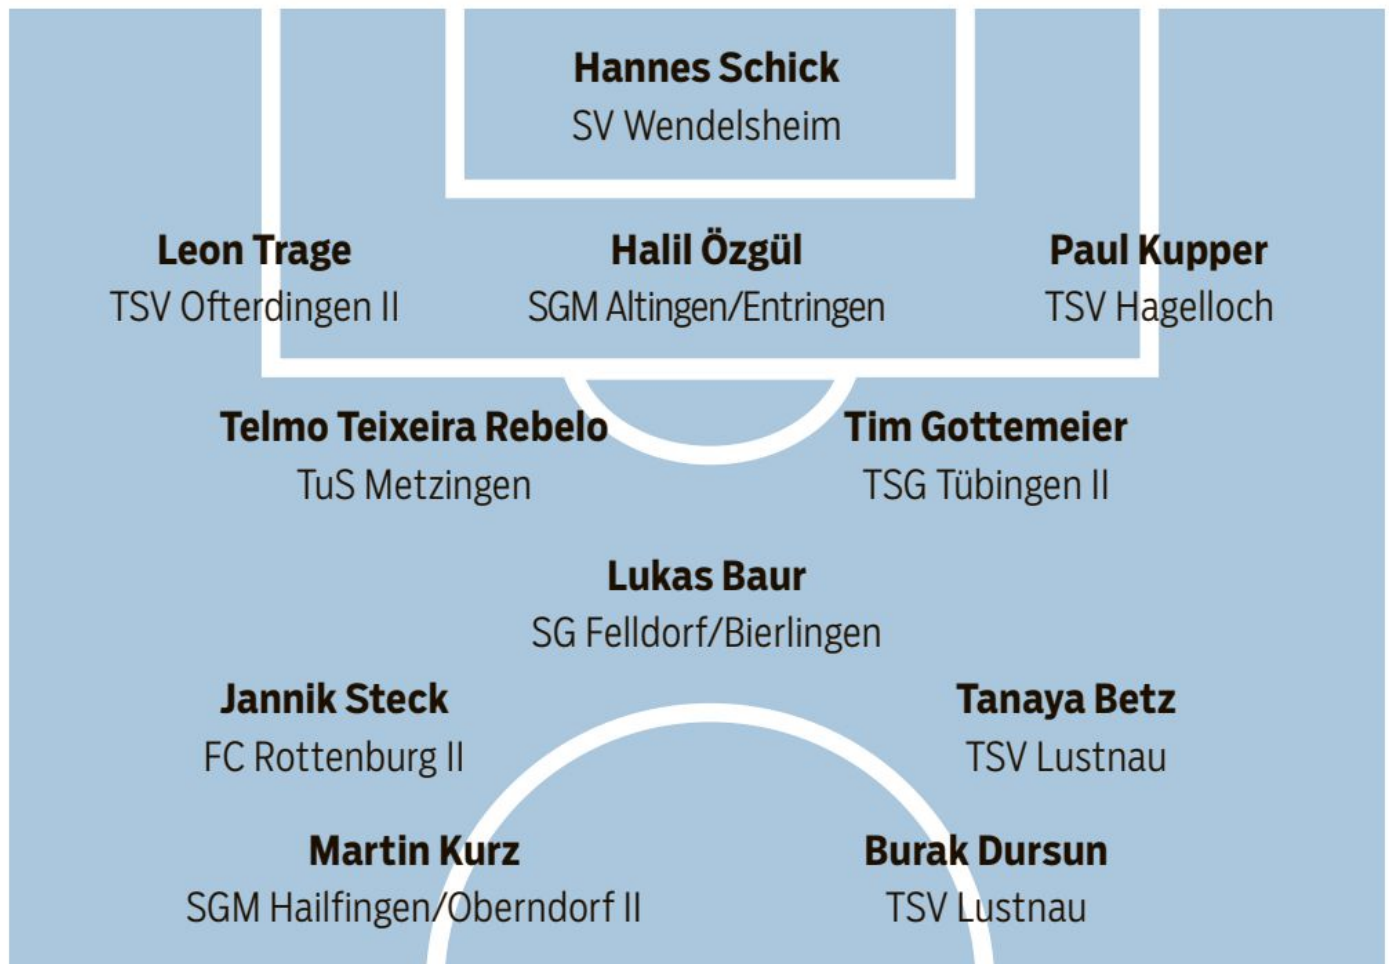 Hannes Schick
SV Wendelsheim
Leon Trage
TSV Ofterdingen II
Halil Özgül
SGM Altingen/Entringen
Paul Kupper
TSV Hagelloch
Telmo Teixeira Rebelo
TuS Metzingen
Tim Gottemeier
TSG Tübingen II
Lukas Baur
SG Felldorf/Bierlingen
Jannik Steck
FC Rottenburg II
Tanaya Betz
TSV Lustnau
Martin Kurz
SGM Hailfingen/Oberndorf II
Burak Dursun
TSV Lustnau